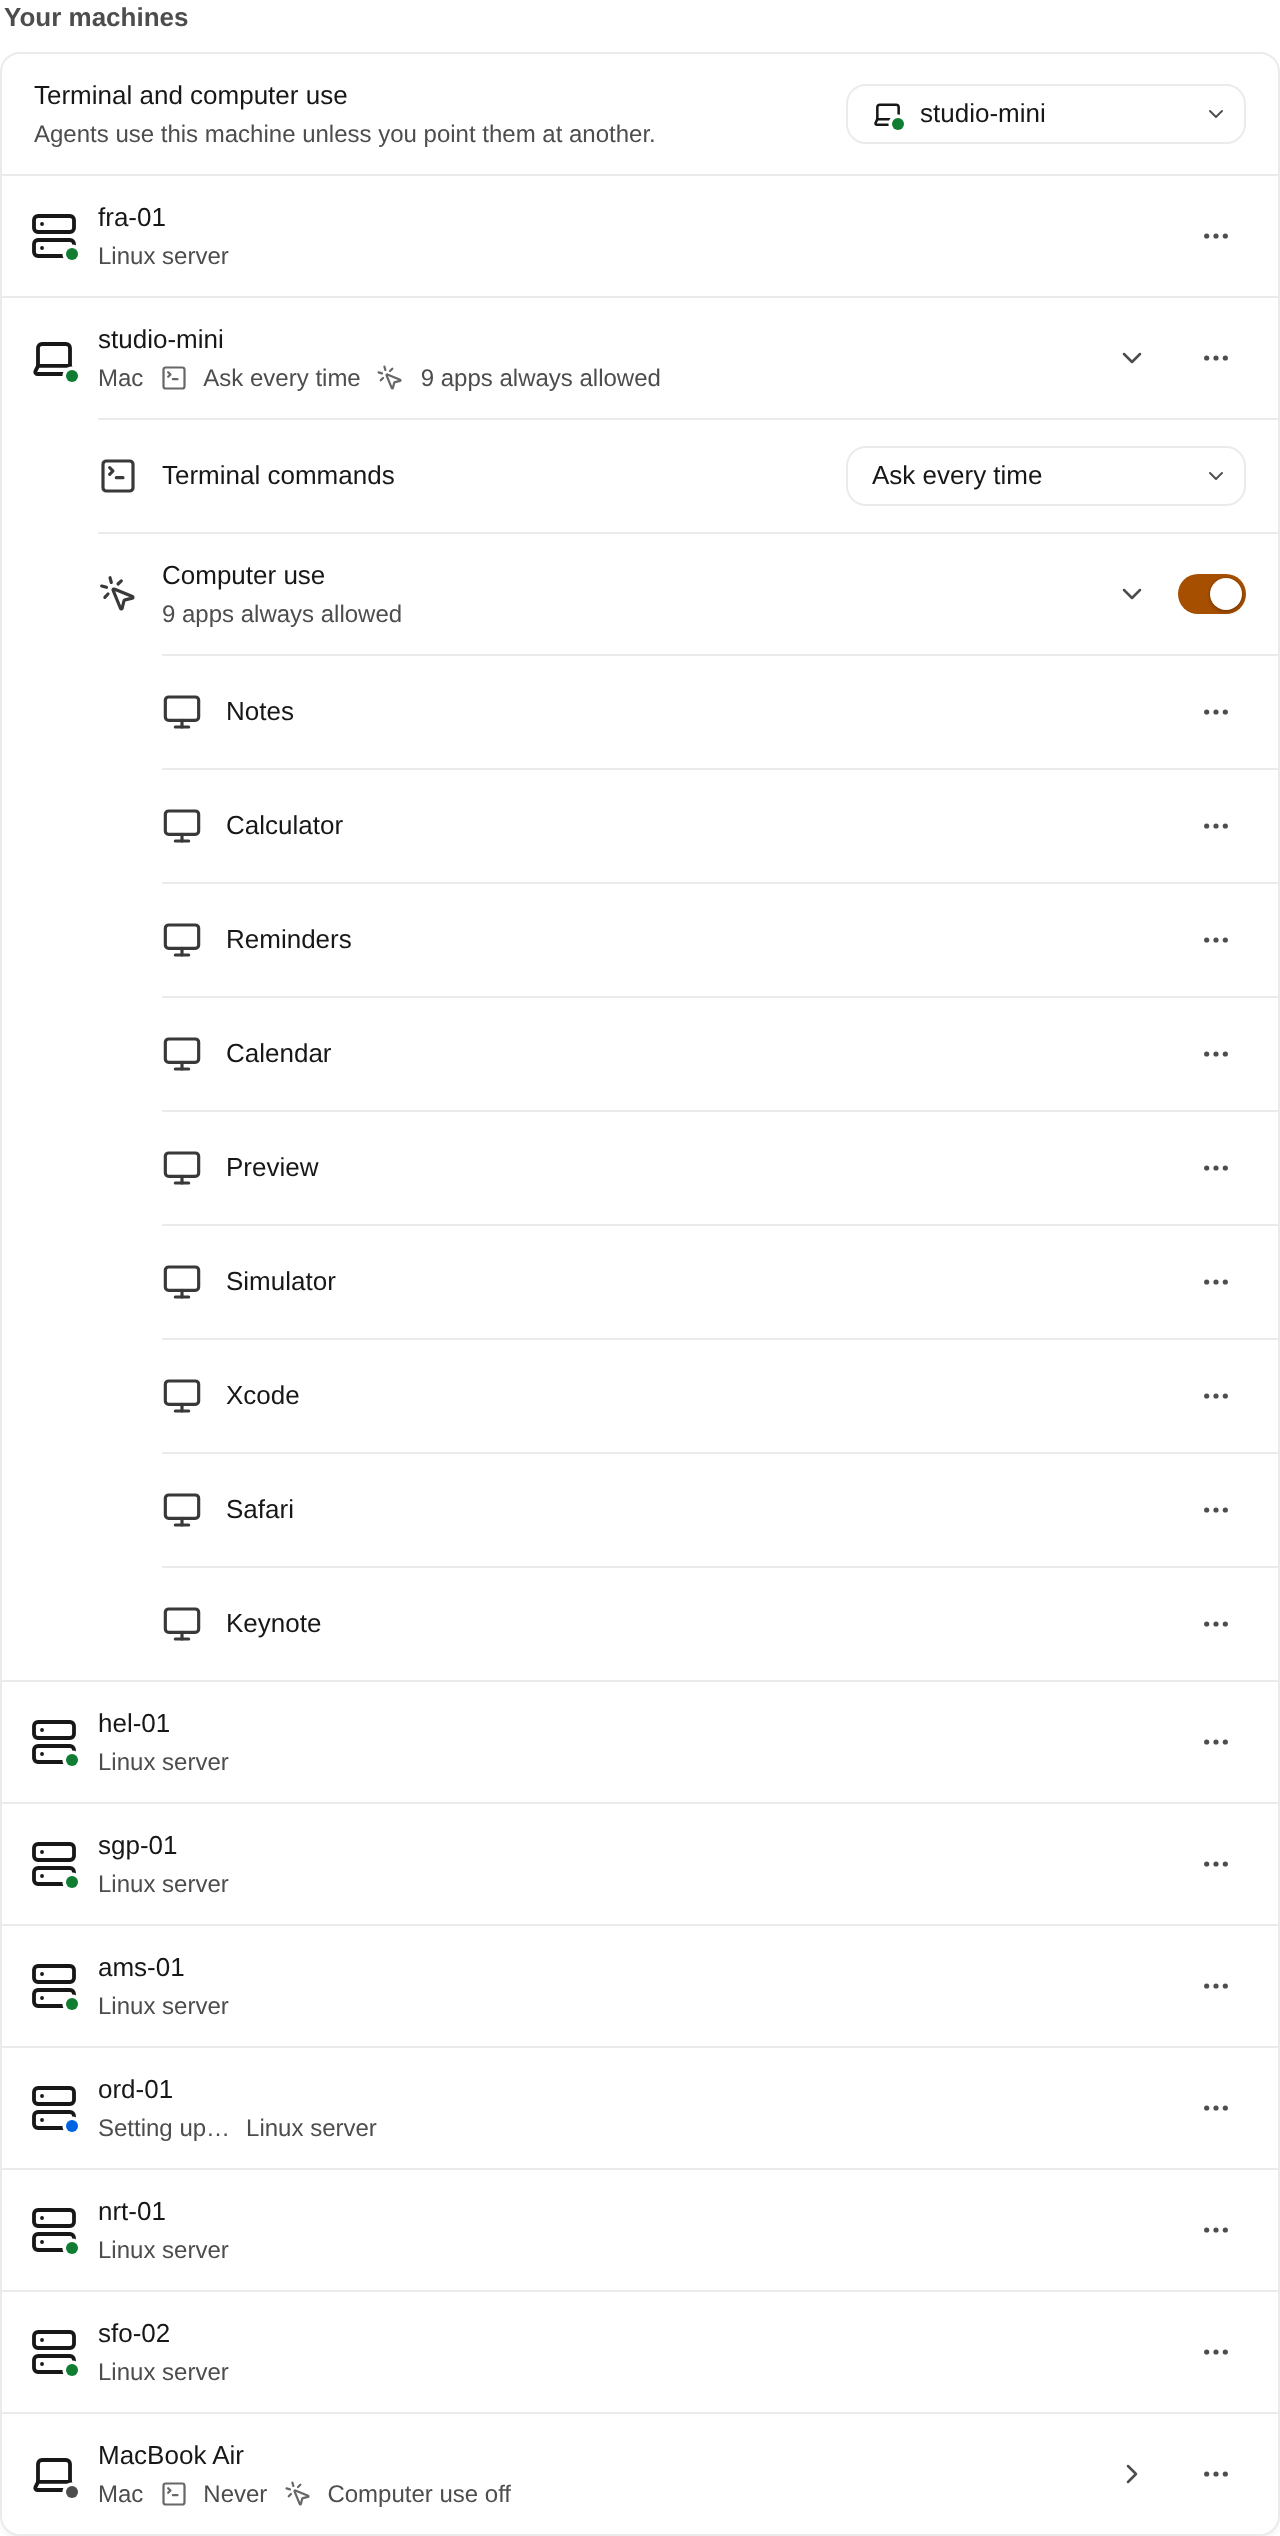 Your machines
Terminal and computer use
studio-mini
Agents use this machine unless you point them at another.
fra-01
Linux server
studio-mini
Mac Ask every time 9 apps always allowed
Terminal commands
Ask every time
Computer use
9 apps always allowed
Notes
Calculator
Reminders
Calendar
Preview
Simulator
Xcode
Safari
Keynote
hel-01
Linux server
sgp-01
Linux server
ams-01
Linux server
ord-01
Setting up… Linux server
nrt-01
Linux server
sfo-02
Linux server
MacBook Air
Mac Never Computer use off